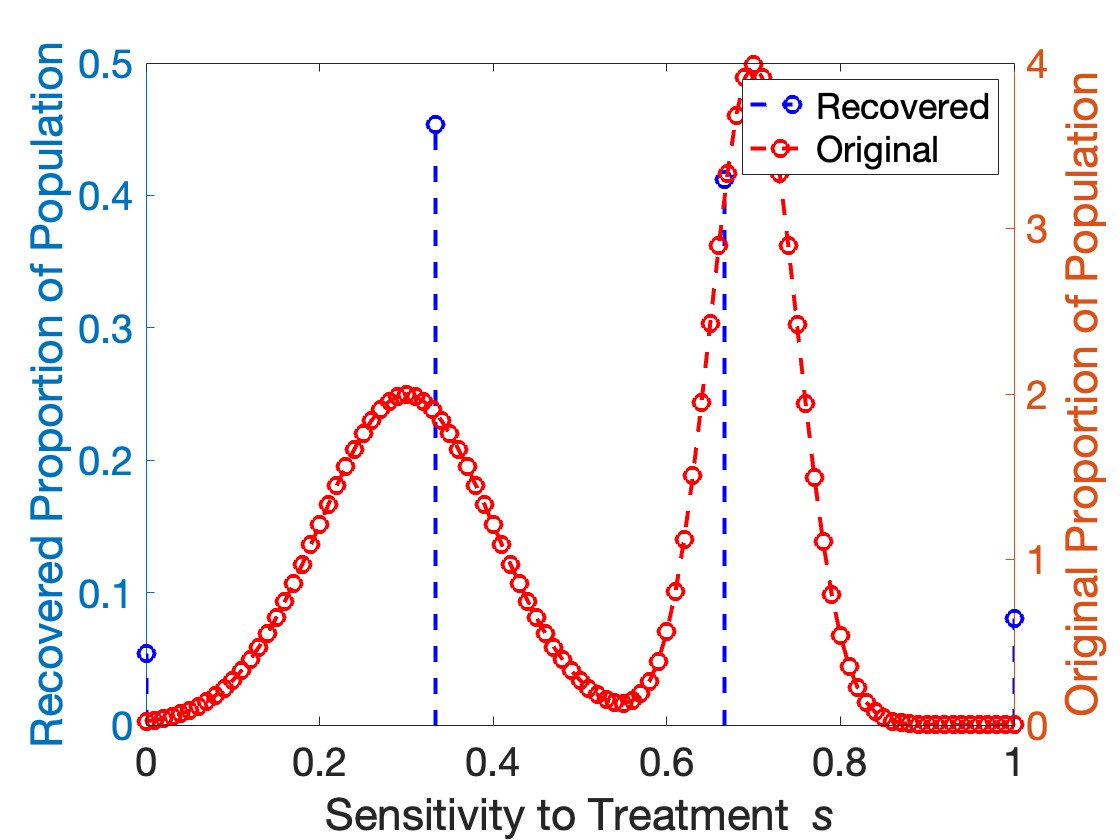 Recovered Proportion of Population
0.5
0.4
0.3
0.2
0.1
0
4
3
2
1
0
Original Proportion of Population
Recovered
Original
0 0.2 0.4 0.6 0.8 1
Sensitivity to Treatment s